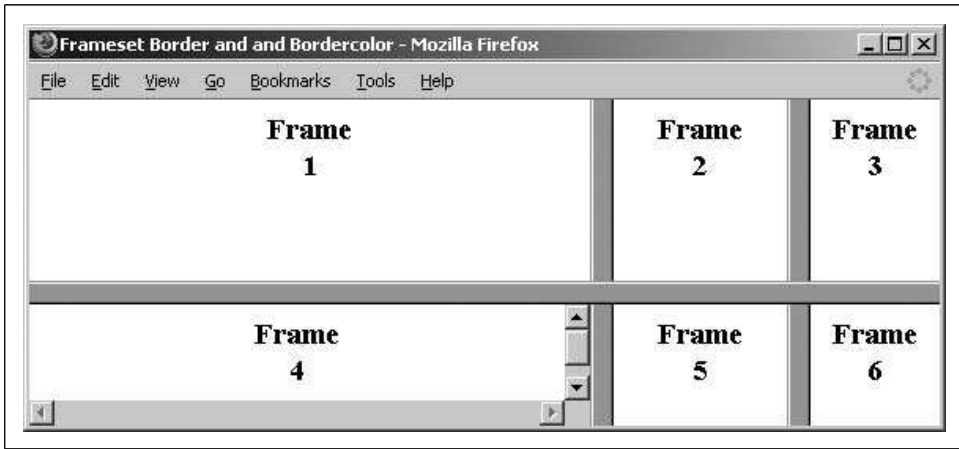 Frameset Border and and Bordercolor - Mozilla Firefox
File Edit View Go Bookmarks Tools Help
Frame
1
Frame
2
Frame
3
Frame
4
Frame
5
Frame
6